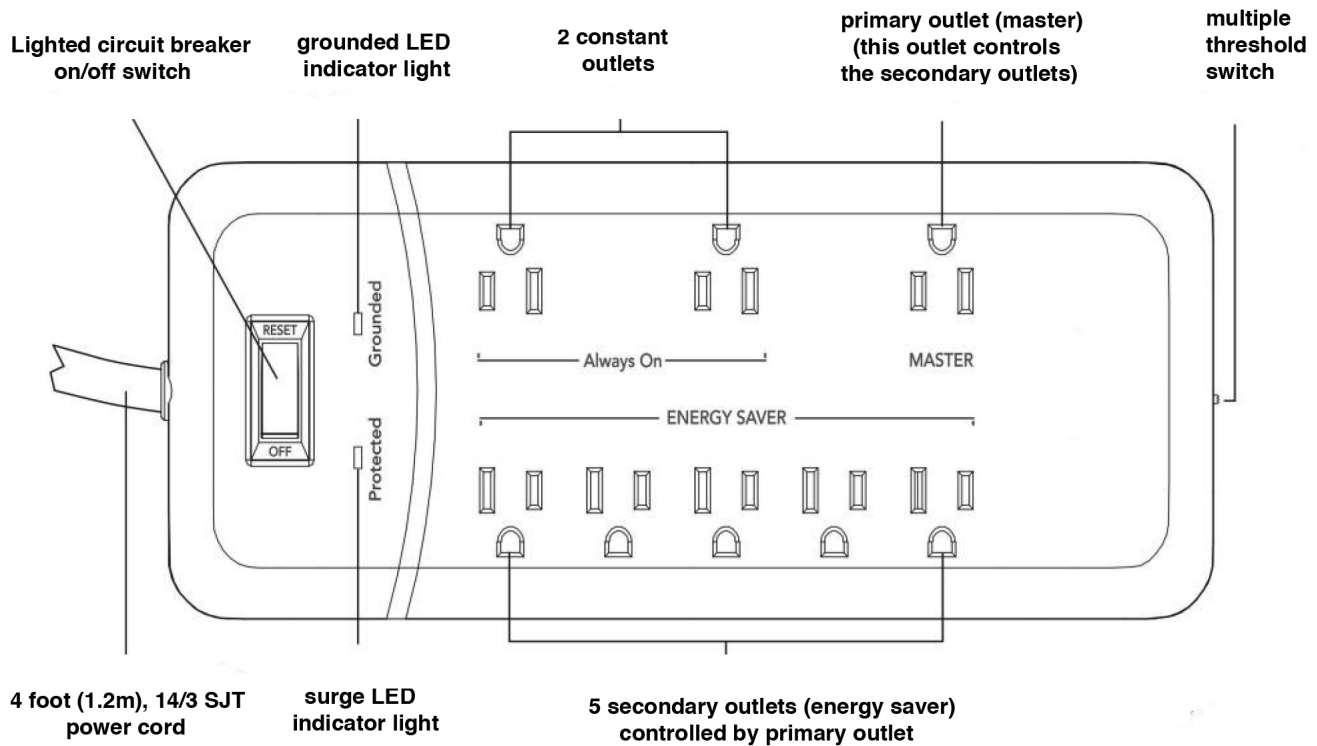 Lighted circuit breaker
on/off switch
grounded LED
indicator light
2 constant
outlets
primary outlet (master)
(this outlet controls
the secondary outlets)
multiple
threshold
switch
RESET
OFF
Grounded
Protected
Always On
MASTER
ENERGY SAVER
4 foot (1.2m), 14/3 SJT
power cord
surge LED
indicator light
5 secondary outlets (energy saver)
controlled by primary outlet